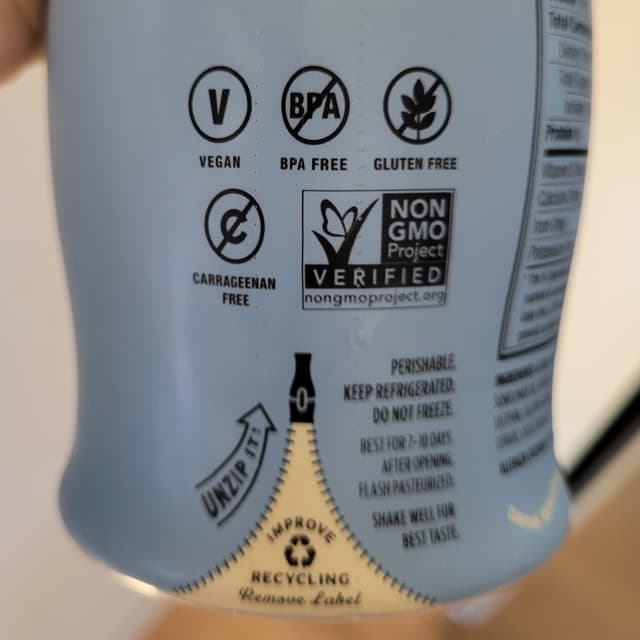 V
BPA
VEGAN
BPA FREE
GLUTEN FREE
C
CARRAGEENAN
FREE
NON
GMO
Project
VERIFIED
nongmoproject.org
PERISHABLE.
KEEP REFRIGERATED.
DO NOT FREEZE.
BEST FOR 7-10 DAYS
AFTER OPENING.
FLASH PASTEURIZED.
SHAKE WELL FOR
BEST TASTE.
UNZIP IT!
IMPROVE
RECYCLING
Remove Label
Protein